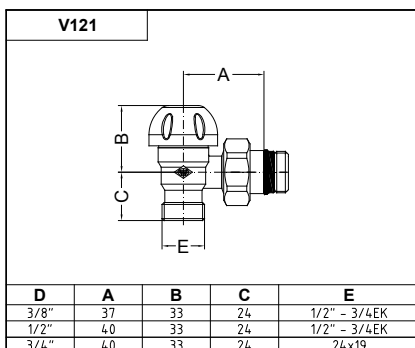 V121
A
B
C
E
D A B C E
3/8" 37 33 24 1/2" - 3/4EK
1/2" 40 33 24 1/2" - 3/4EK
3/4" 40 33 24 24x19